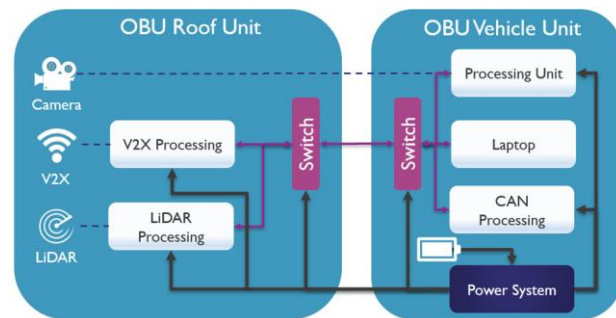 OBU Roof Unit
OBU Vehicle Unit
Camera
V2X
LiDAR
V2X Processing
LiDAR
Processing
Switch
Switch
Processing Unit
Laptop
CAN
Processing
Power System